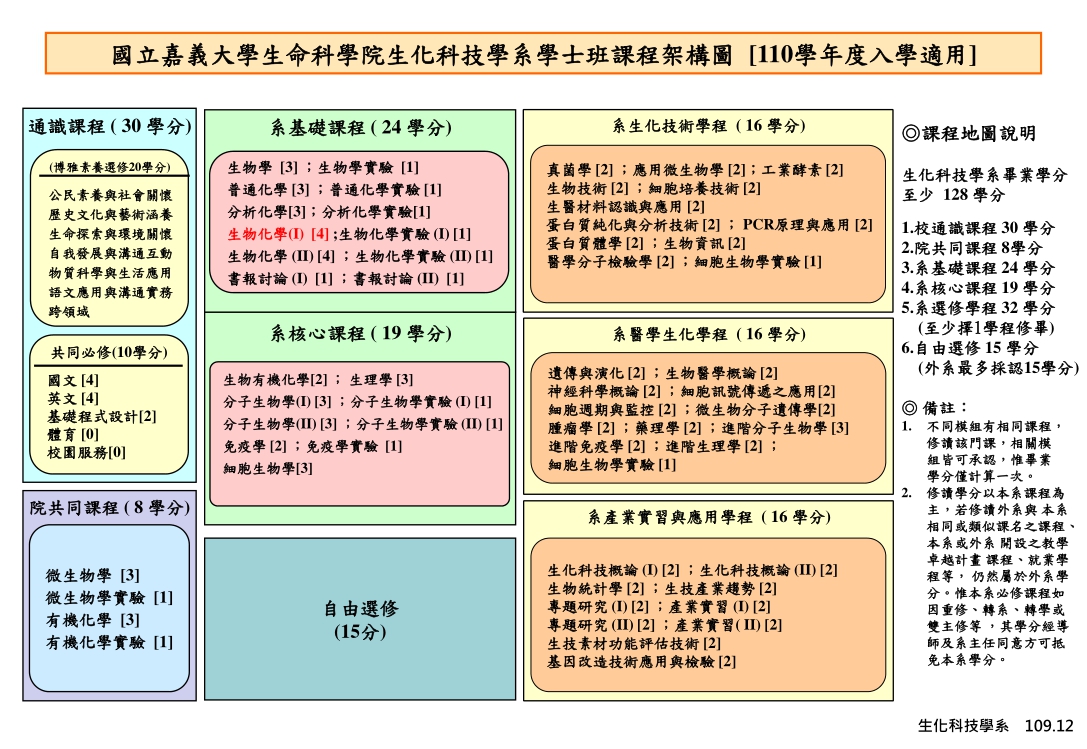 國立嘉義大學生命科學院生化科技學系學士班課程架構圖 [110學年度入學適用]
通識課程 ( 30 學分)
(博雅素養選修20學分)
公民素養與社會關懷
歷史文化與藝術涵養
生命探索與環境關懷
自我發展與溝通互動
物質科學與生活應用
語文應用與溝通實務
跨領域
共同必修(10學分)
國文 [4]
英文 [4]
基礎程式設計[2]
體育 [0]
校園服務[0]
院共同課程 ( 8 學分)
微生物學 [3]
微生物學實驗 [1]
有機化學 [3]
有機化學實驗 [1]
系基礎課程 ( 24 學分)
生物學 [3] ；生物學實驗 [1]
普通化學 [3] ；普通化學實驗 [1]
分析化學[3]；分析化學實驗[1]
生物化學(I) [4] ;生物化學實驗 (I) [1]
生物化學 (II) [4] ；生物化學實驗 (II) [1]
書報討論 (I) [1] ；書報討論 (II) [1]
系核心課程 ( 19 學分)
生物有機化學[2] ； 生理學 [3]
分子生物學(I) [3] ；分子生物學實驗 (I) [1]
分子生物學(II) [3] ；分子生物學實驗 (II) [1]
免疫學 [2] ；免疫學實驗 [1]
細胞生物學[3]
自由選修
(15分)
系生化技術學程 ( 16 學分)
真菌學 [2] ；應用微生物學 [2]；工業酵素 [2]
生物技術 [2] ；細胞培養技術 [2]
生醫材料認識與應用 [2]
蛋白質純化與分析技術 [2] ； PCR原理與應用 [2]
蛋白質體學 [2] ；生物資訊 [2]
醫學分子檢驗學 [2] ；細胞生物學實驗 [1]
系醫學生化學程 ( 16 學分)
遺傳與演化 [2] ；生物醫學概論 [2]
神經科學概論 [2] ；細胞訊號傳遞之應用[2]
細胞週期與監控 [2] ；微生物分子遺傳學[2]
腫瘤學 [2] ；藥理學 [2] ；進階分子生物學 [3]
進階免疫學 [2] ；進階生理學 [2] ；
細胞生物學實驗 [1]
系產業實習與應用學程 ( 16 學分)
生化科技概論 (I) [2] ；生化科技概論 (II) [2]
生物統計學 [2] ；生技產業趨勢 [2]
專題研究 (I) [2] ；產業實習 (I) [2]
專題研究 (II) [2] ；產業實習 ( II) [2]
生技素材功能評估技術 [2]
基因改造技術應用與檢驗 [2]
◎課程地圖說明
生化科技學系畢業學分
至少 128 學分
1.校通識課程 30 學分
2.院共同課程 8學分
3.系基礎課程 24 學分
4.系核心課程 19 學分
5.系選修學程 32 學分
(至少擇1學程修畢)
6.自由選修 15 學分
(外系最多採認15學分)
◎ 備註：
1. 不同模組有相同課程，
修讀該門課，相關模
組皆可承認，惟畢業
學分僅計算一次。
2. 修讀學分以本系課程為
主，若修讀外系與 本系
相同或類似課名之課程、
本系或外系 開設之教學
卓越計畫 課程、就業學
程等， 仍然屬於外系學
分。惟本系必修課程如
因重修、轉系、轉學或
雙主修等 ，其學分經導
師及系主任同意方可抵
免本系學分。
生化科技學系 109.12